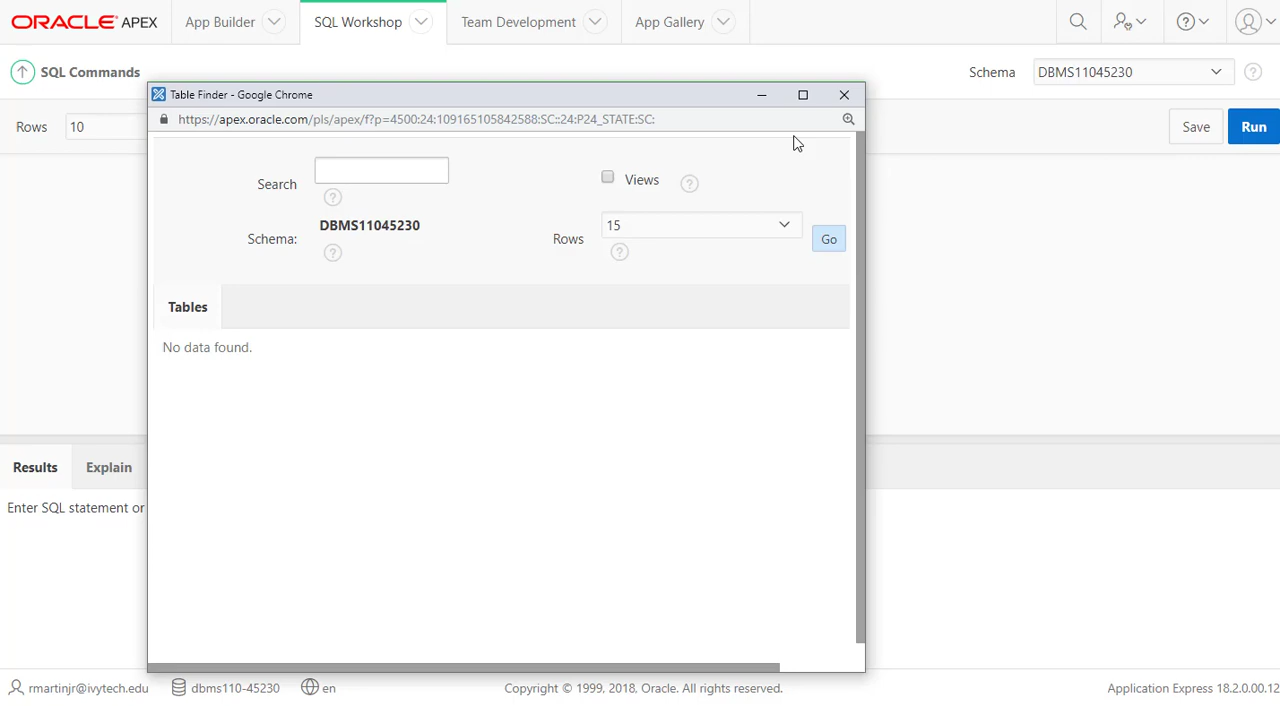 ORACLE APEX
App Builder
SQL Workshop
Team Development
App Gallery
SQL Commands
Schema
DBMS11045230
Rows
10
Save
Run
Table Finder - Google Chrome
https://apex.oracle.com/pls/apex/f?p=4500:24:109165105842588:SC::24:P24_STATE:SC:
Search
Views
Schema:
DBMS11045230
Rows
15
Go
Tables
No data found.
Results
Explain
Enter SQL statement or
rmartinjr@ivytech.edu
dbms110-45230
en
Copyright © 1999, 2018, Oracle. All rights reserved.
Application Express 18.2.0.00.12